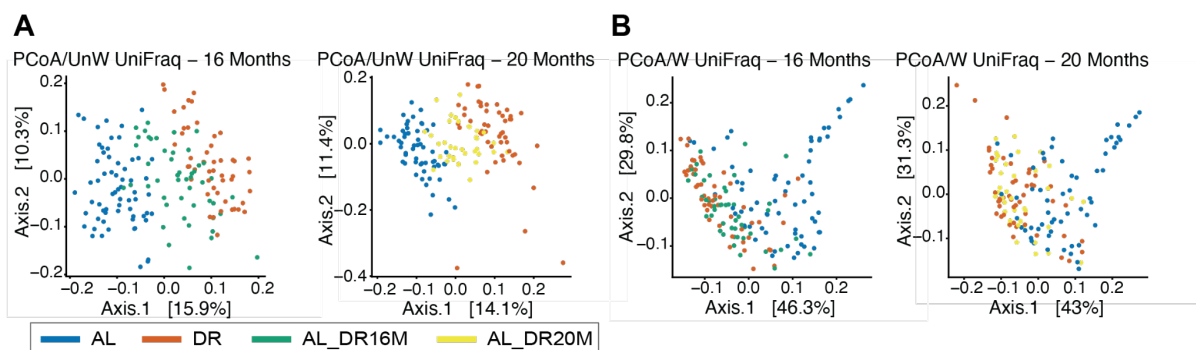 A
B
PCoA/UnW UniFraq – 16 Months
PCoA/UnW UniFraq – 20 Months
PCoA/W UniFraq – 16 Months
PCoA/W UniFraq – 20 Months
Axis.2 [10.3%]
0.2
0.1
0.0
−0.1
−0.2
−0.2 −0.1 0.0 0.1 0.2
Axis.1 [15.9%]
Axis.2 [11.4%]
0.2
0.0
−0.2
−0.4
−0.2 −0.1 0.0 0.1 0.2
Axis.1 [14.1%]
Axis.2 [29.8%]
0.2
0.1
0.0
−0.1
−0.1 0.0 0.1 0.2
Axis.1 [46.3%]
Axis.2 [31.3%]
0.2
0.1
0.0
−0.1
−0.2 −0.1 0.0 0.1 0.2
Axis.1 [43%]
AL DR AL_DR16M AL_DR20M